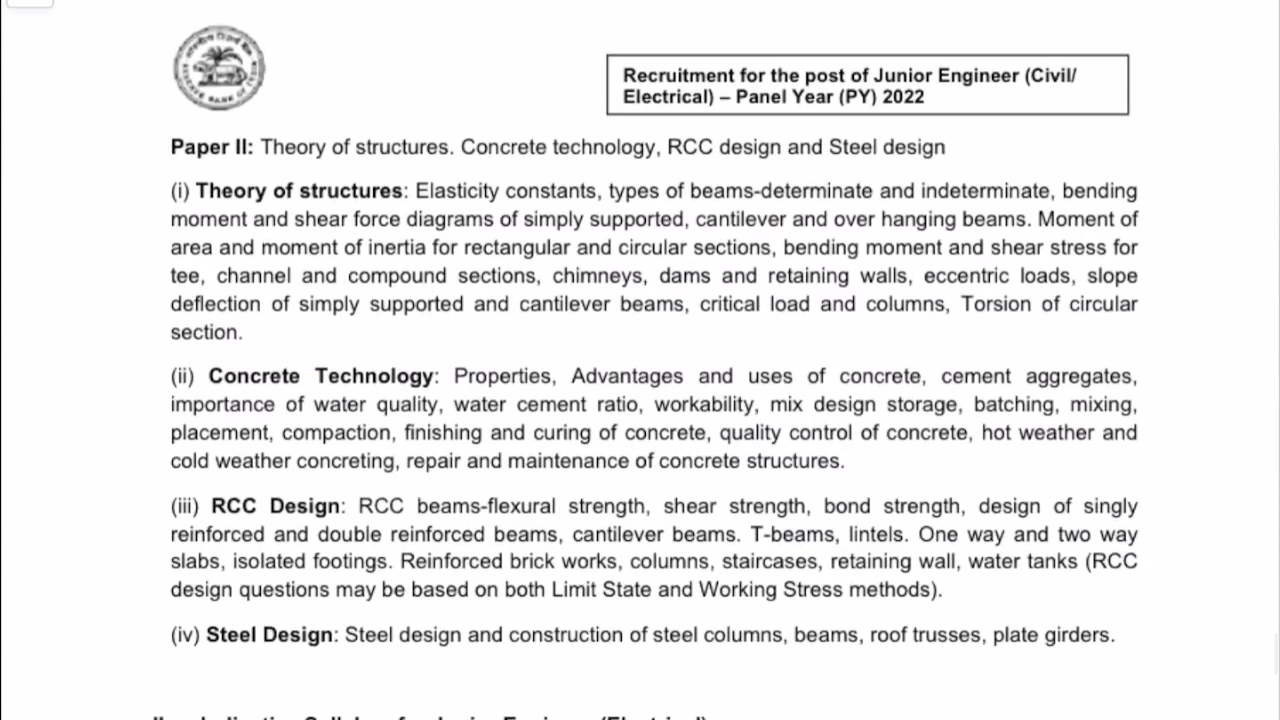 Recruitment for the post of Junior Engineer (Civil/
Electrical) – Panel Year (PY) 2022
Paper II: Theory of structures. Concrete technology, RCC design and Steel design
(i) Theory of structures: Elasticity constants, types of beams-determinate and indeterminate, bending
moment and shear force diagrams of simply supported, cantilever and over hanging beams. Moment of
area and moment of inertia for rectangular and circular sections, bending moment and shear stress for
tee, channel and compound sections, chimneys, dams and retaining walls, eccentric loads, slope
deflection of simply supported and cantilever beams, critical load and columns, Torsion of circular
section.
(ii) Concrete Technology: Properties, Advantages and uses of concrete, cement aggregates,
importance of water quality, water cement ratio, workability, mix design storage, batching, mixing,
placement, compaction, finishing and curing of concrete, quality control of concrete, hot weather and
cold weather concreting, repair and maintenance of concrete structures.
(iii) RCC Design: RCC beams-flexural strength, shear strength, bond strength, design of singly
reinforced and double reinforced beams, cantilever beams. T-beams, lintels. One way and two way
slabs, isolated footings. Reinforced brick works, columns, staircases, retaining wall, water tanks (RCC
design questions may be based on both Limit State and Working Stress methods).
(iv) Steel Design: Steel design and construction of steel columns, beams, roof trusses, plate girders.